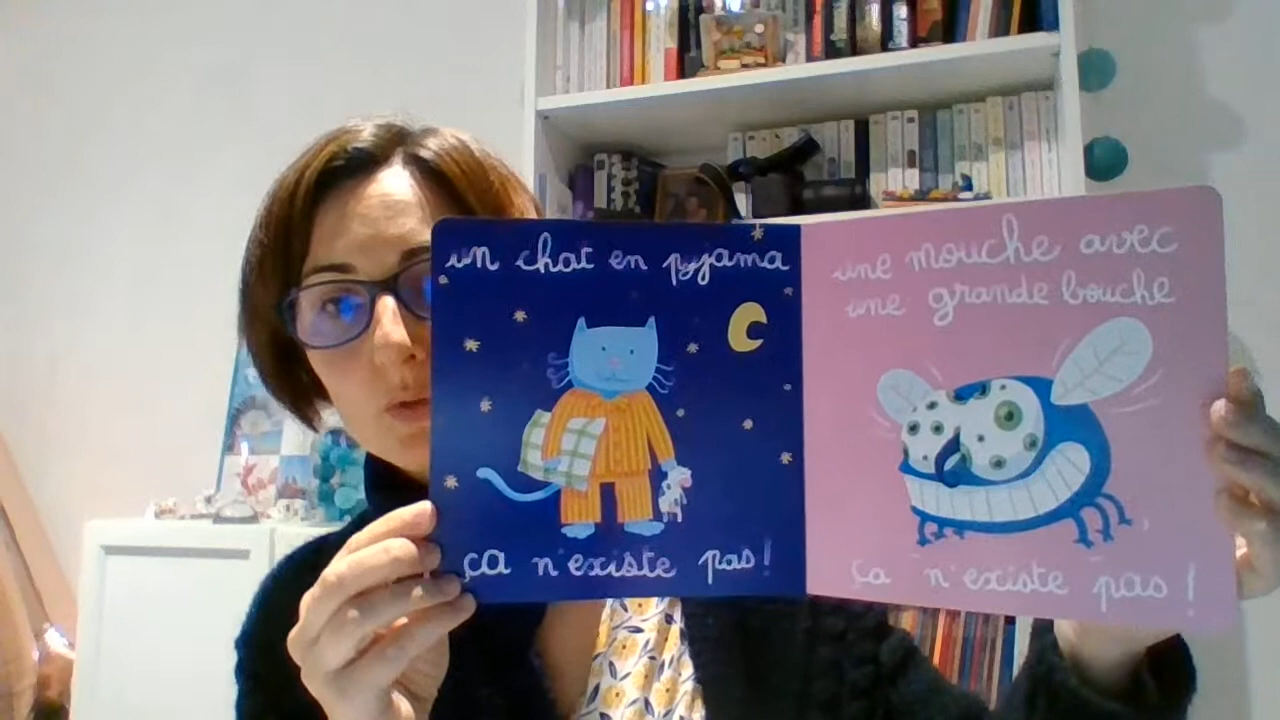 un chat en pyjama
ça n'existe pas !
une mouche avec
une grande bouche
ça n'existe pas !